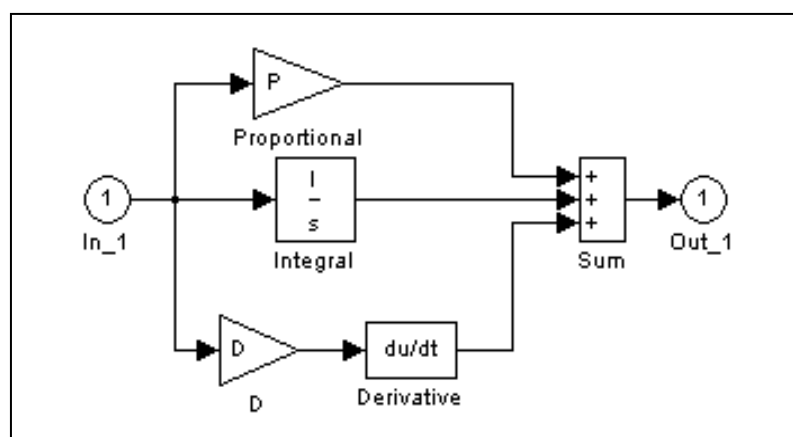 P
Proportional
1
In_1
I
s
Integral
+
+
+
Sum
1
Out_1
D
D
du/dt
Derivative